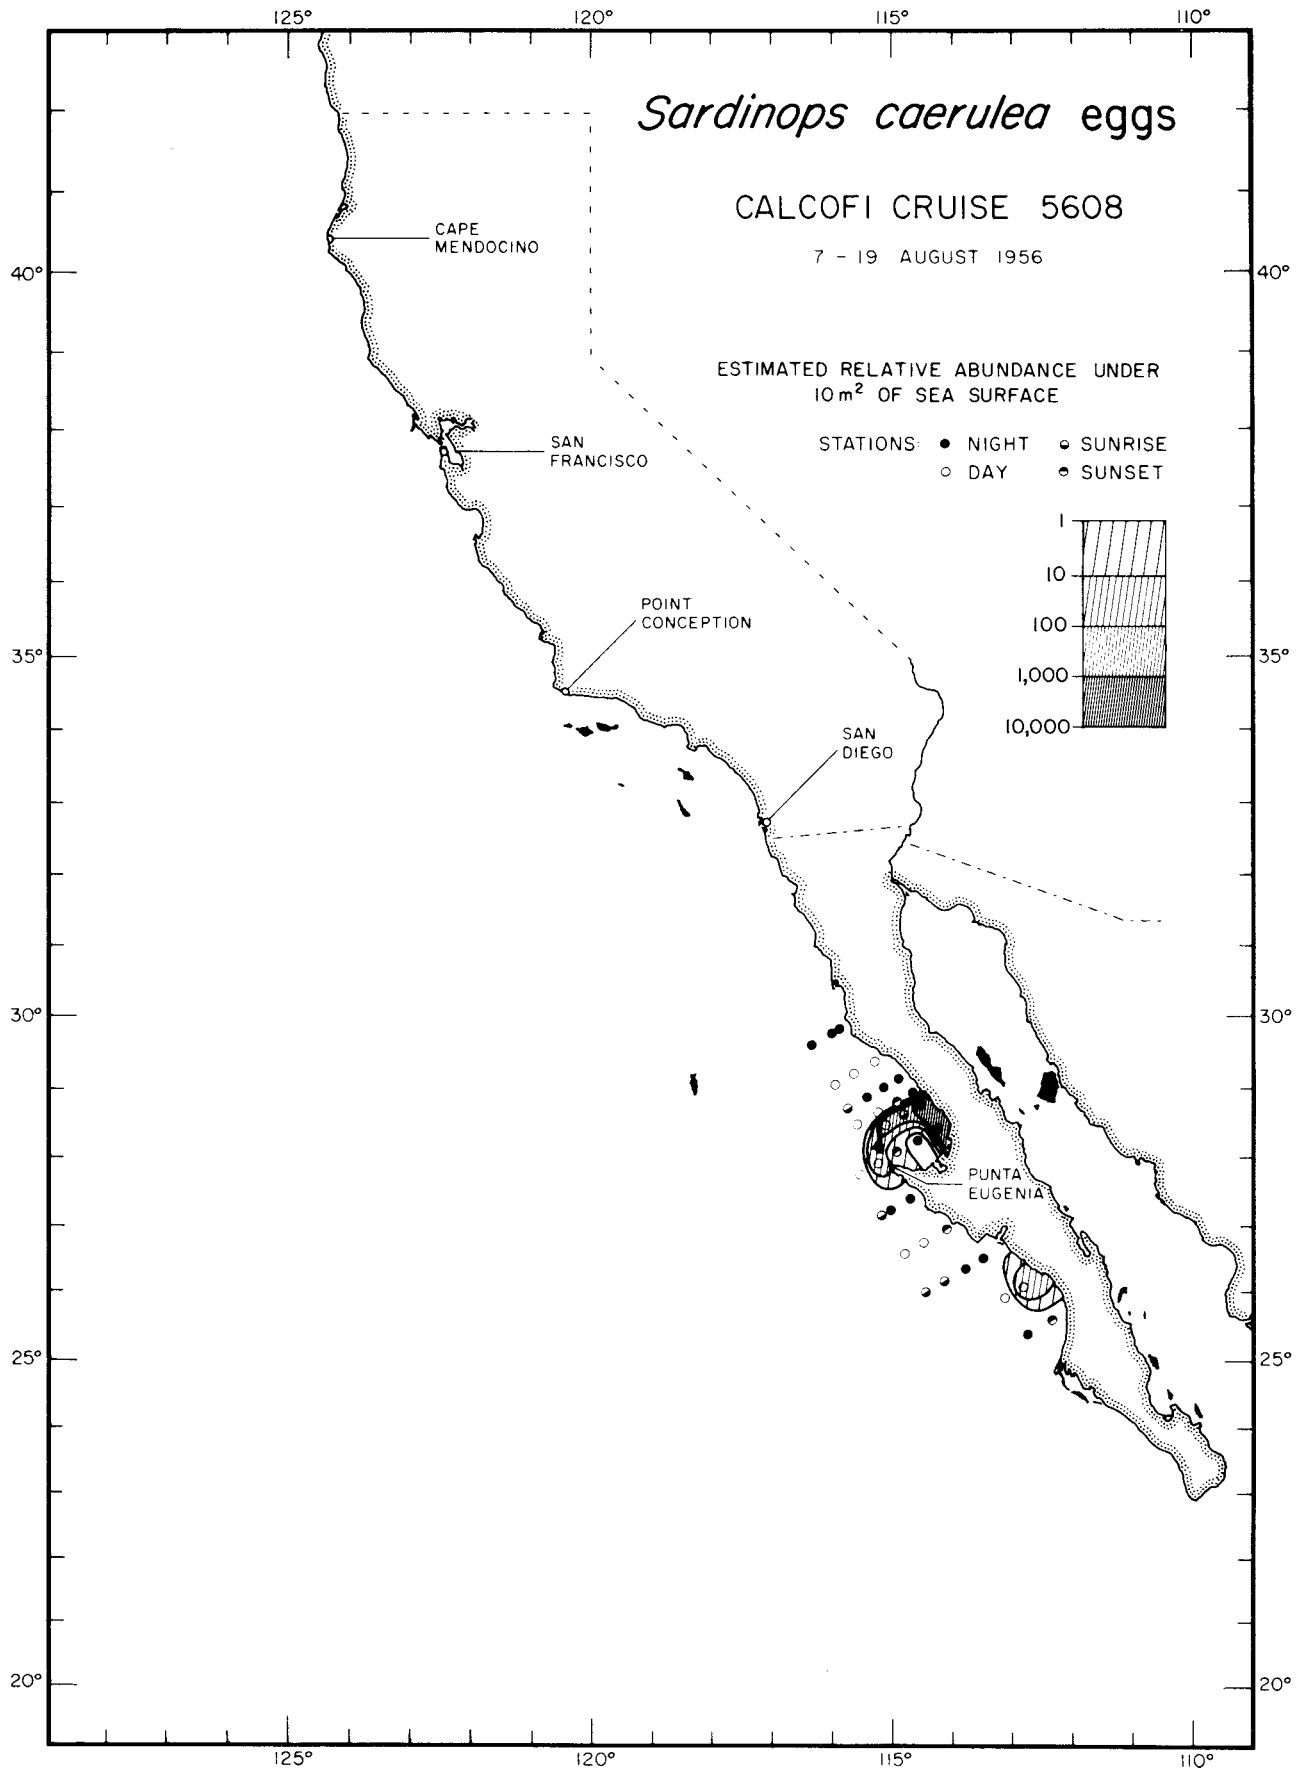 125° 120° 115° 110°
Sardinops caerulea eggs
CALCOFI CRUISE 5608
7 - 19 AUGUST 1956
CAPE
MENDOCINO
40° 40°
ESTIMATED RELATIVE ABUNDANCE UNDER
10 m² OF SEA SURFACE
STATIONS: NIGHT SUNRISE
DAY SUNSET
SAN
FRANCISCO
1
10
100
1,000
10,000
POINT
CONCEPTION
35° 35°
SAN
DIEGO
30° 30°
PUNTA
EUGENIA
25° 25°
20° 20°
125° 120° 115° 110°